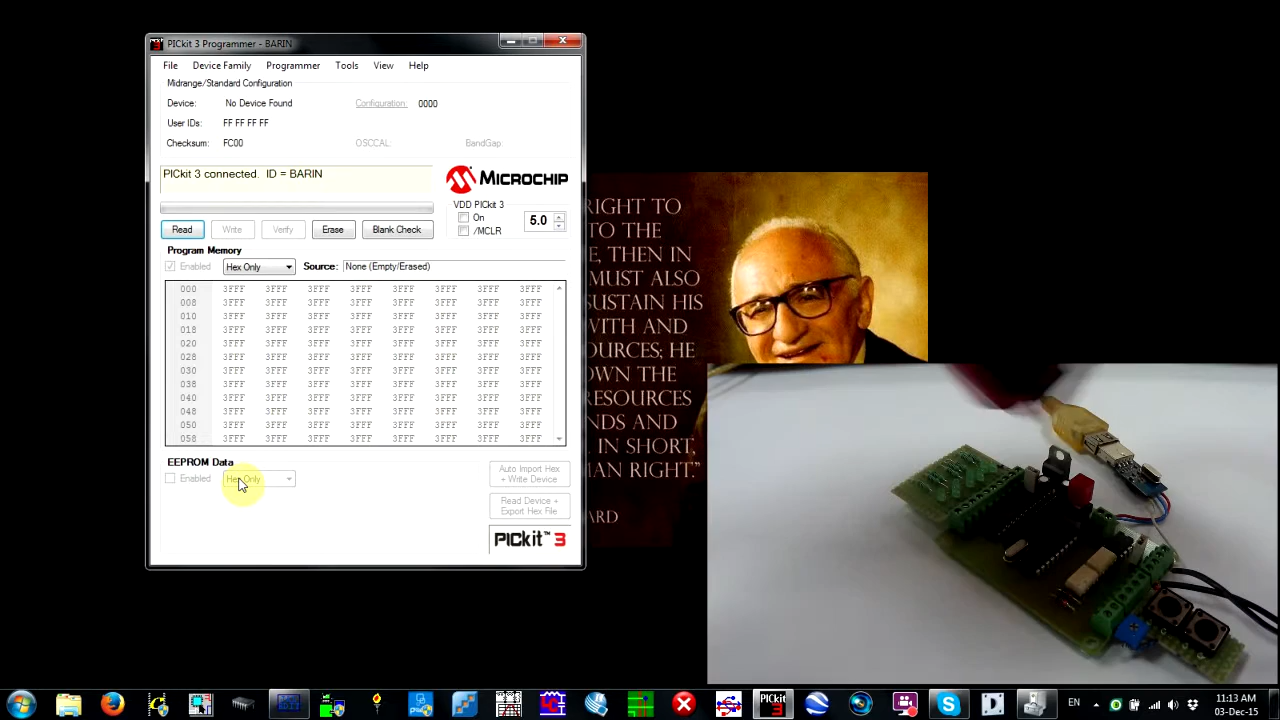 PICkit 3 Programmer - BARIN
File Device Family Programmer Tools View Help
Midrange/Standard Configuration
Device: No Device Found Configuration: 0000
User IDs: FF FF FF FF
Checksum: FC00 OSCCAL BandGap
PICkit 3 connected. ID = BARIN
MICROCHIP
VDD PICkit 3
On
/MCLR
5.0
Read Write Verify Erase Blank Check
Program Memory
Enabled Hex Only Source: None (Empty/Erased)
000 3FFF 3FFF 3FFF 3FFF 3FFF 3FFF 3FFF 3FFF
008 3FFF 3FFF 3FFF 3FFF 3FFF 3FFF 3FFF 3FFF
010 3FFF 3FFF 3FFF 3FFF 3FFF 3FFF 3FFF 3FFF
018 3FFF 3FFF 3FFF 3FFF 3FFF 3FFF 3FFF 3FFF
020 3FFF 3FFF 3FFF 3FFF 3FFF 3FFF 3FFF 3FFF
028 3FFF 3FFF 3FFF 3FFF 3FFF 3FFF 3FFF 3FFF
030 3FFF 3FFF 3FFF 3FFF 3FFF 3FFF 3FFF 3FFF
038 3FFF 3FFF 3FFF 3FFF 3FFF 3FFF 3FFF 3FFF
040 3FFF 3FFF 3FFF 3FFF 3FFF 3FFF 3FFF 3FFF
048 3FFF 3FFF 3FFF 3FFF 3FFF 3FFF 3FFF 3FFF
050 3FFF 3FFF 3FFF 3FFF 3FFF 3FFF 3FFF 3FFF
058 3FFF 3FFF 3FFF 3FFF 3FFF 3FFF 3FFF 3FFF
EEPROM Data
Enabled Hex Only
Auto Import Hex
+ Write Device
Read Device +
Export Hex File
PICkit™ 3
RIGHT TO
TO THE
E, THEN IN
MUST ALSO
SUSTAIN HIS
WITH AND
OURCES; HE
OWN THE
RESOURCES
NDS AND
IN SHORT,
MAN RIGHT."
ARD
PICkit
EN
11:13 AM
03-Dec-15